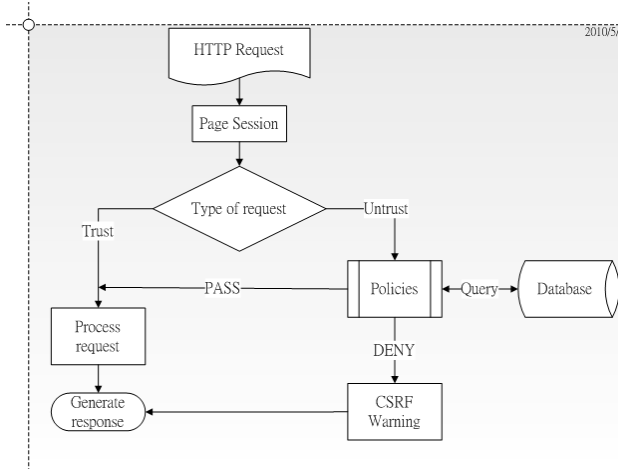 2010/5/
HTTP Request
Page Session
Type of request
Trust
Untrust
PASS
Policies
Query
Database
Process
request
DENY
Generate
response
CSRF
Warning